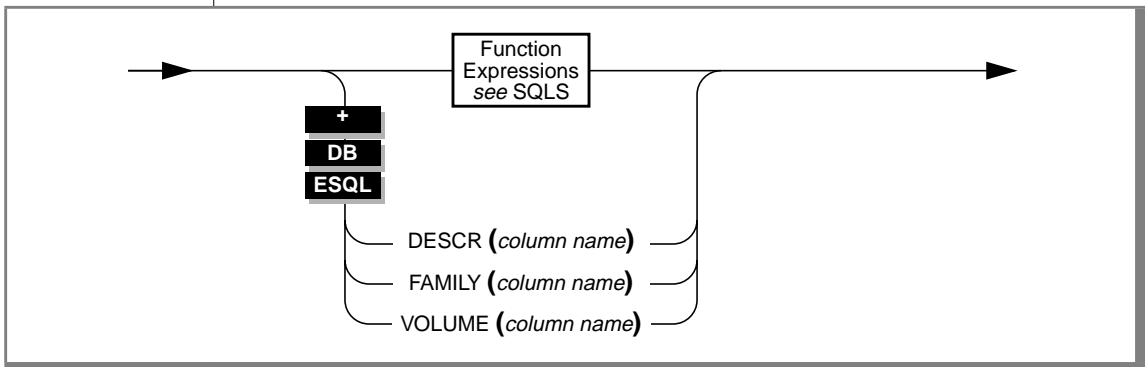 Function
Expressions
see SQLS
+
DB
ESQL
DESCR (column name)
FAMILY (column name)
VOLUME (column name)